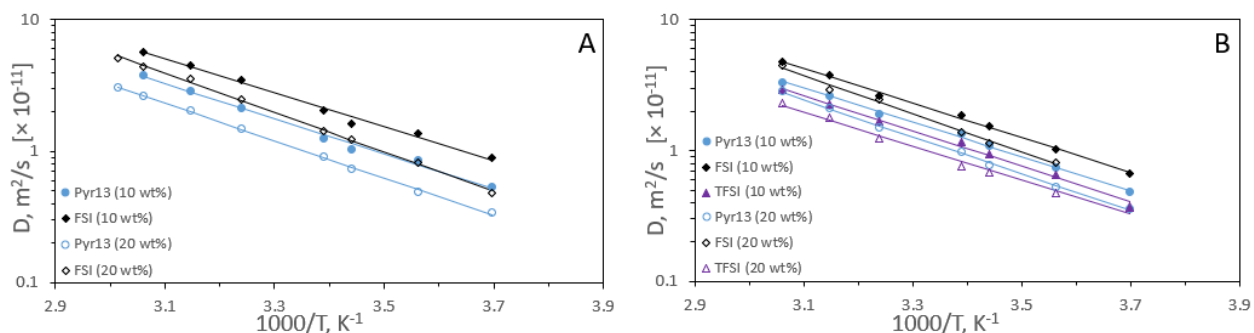 A
10
1
0.1
D, m²/s [× 10⁻¹¹]
Pyr13 (10 wt%)
FSI (10 wt%)
Pyr13 (20 wt%)
FSI (20 wt%)
2.9 3.1 3.3 3.5 3.7 3.9
1000/T, K⁻¹
B
10
1
0.1
D, m²/s [× 10⁻¹¹]
Pyr13 (10 wt%)
FSI (10 wt%)
TFSI (10 wt%)
Pyr13 (20 wt%)
FSI (20 wt%)
TFSI (20 wt%)
2.9 3.1 3.3 3.5 3.7 3.9
1000/T, K⁻¹